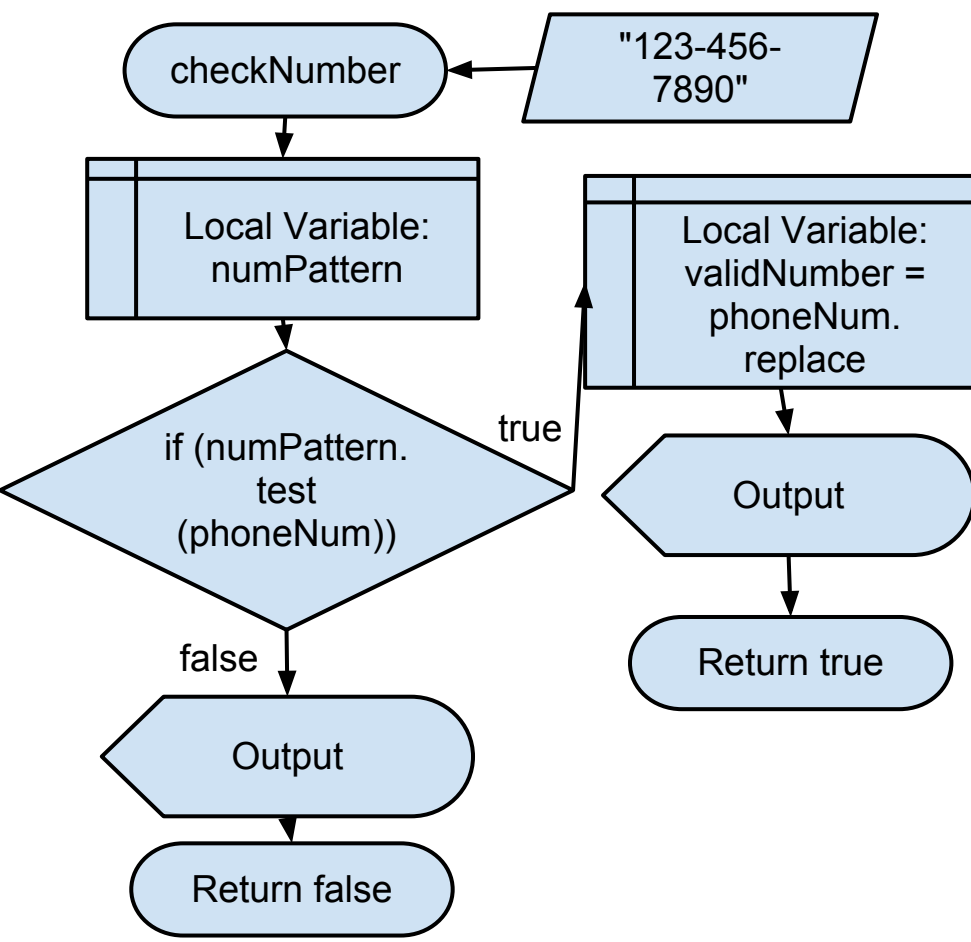 checkNumber
"123-456-
7890"
Local Variable:
numPattern
if (numPattern.
test
(phoneNum))
true
Local Variable:
validNumber =
phoneNum.
replace
Output
Return true
false
Output
Return false